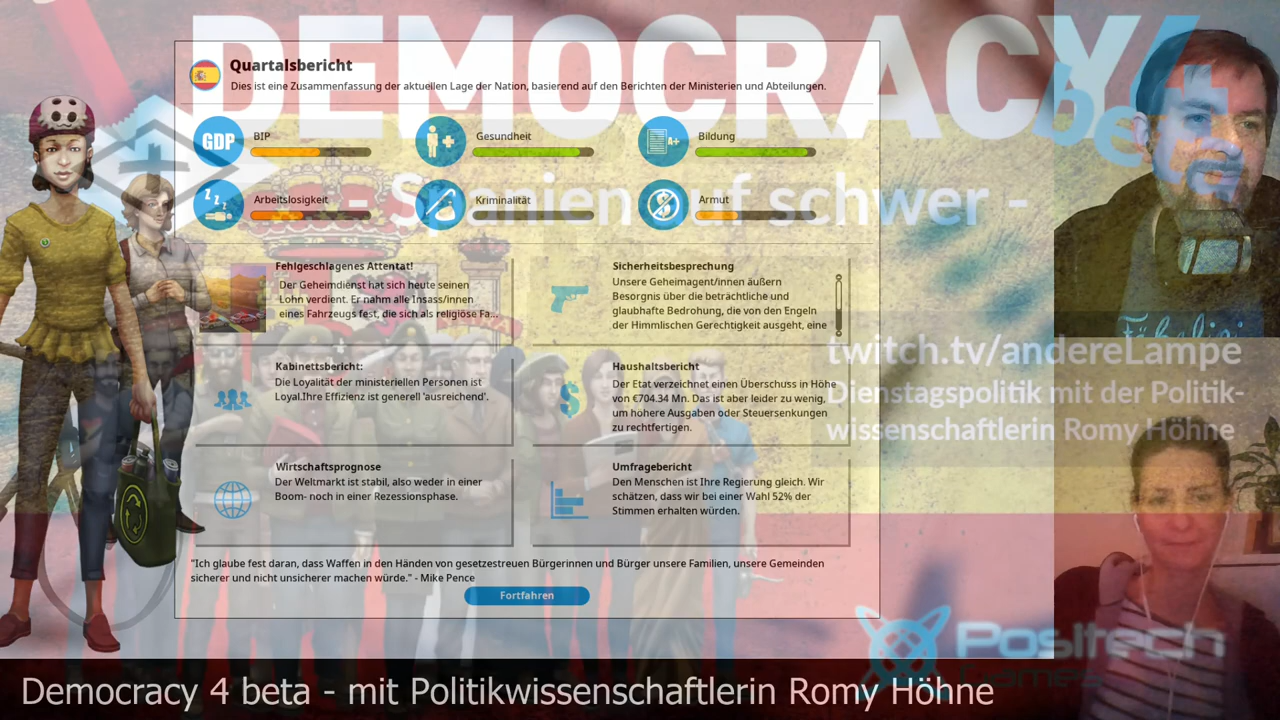 DEMOCRACY 4
be
- Spanien auf schwer -
Quartalsbericht
Dies ist eine Zusammenfassung der aktuellen Lage der Nation, basierend auf den Berichten der Ministerien und Abteilungen.
GDP
BIP
Gesundheit
A+
Bildung
Z Z Z
Arbeitslosigkeit
Kriminalität
$
Armut
Fehlgeschlagenes Attentat!
Der Geheimdienst hat sich heute seinen
Lohn verdient. Er nahm alle Insass/innen
eines Fahrzeugs fest, die sich als religiöse Fa...
Sicherheitsbesprechung
Unsere Geheimagent/innen äußern
Besorgnis über die beträchtliche und
glaubhafte Bedrohung, die von den Engeln
der Himmlischen Gerechtigkeit ausgeht, eine
Kabinettsbericht:
Die Loyalität der ministeriellen Personen ist
Loyal.Ihre Effizienz ist generell 'ausreichend'.
Haushaltsbericht
$
Der Etat verzeichnet einen Überschuss in Höhe
von €704.34 Mn. Das ist aber leider zu wenig,
um höhere Ausgaben oder Steuersenkungen
zu rechtfertigen.
Wirtschaftsprognose
Der Weltmarkt ist stabil, also weder in einer
Boom- noch in einer Rezessionsphase.
Umfragebericht
Den Menschen ist Ihre Regierung gleich. Wir
schätzen, dass wir bei einer Wahl 52% der
Stimmen erhalten würden.
"Ich glaube fest daran, dass Waffen in den Händen von gesetzestreuen Bürgerinnen und Bürger unsere Familien, unsere Gemeinden
sicherer und nicht unsicherer machen würde." - Mike Pence
Fortfahren
twitch.tv/andereLampe
Dienstagspolitik mit der Politik-
wissenschaftlerin Romy Höhne
Positech
Games
Democracy 4 beta - mit Politikwissenschaftlerin Romy Höhne